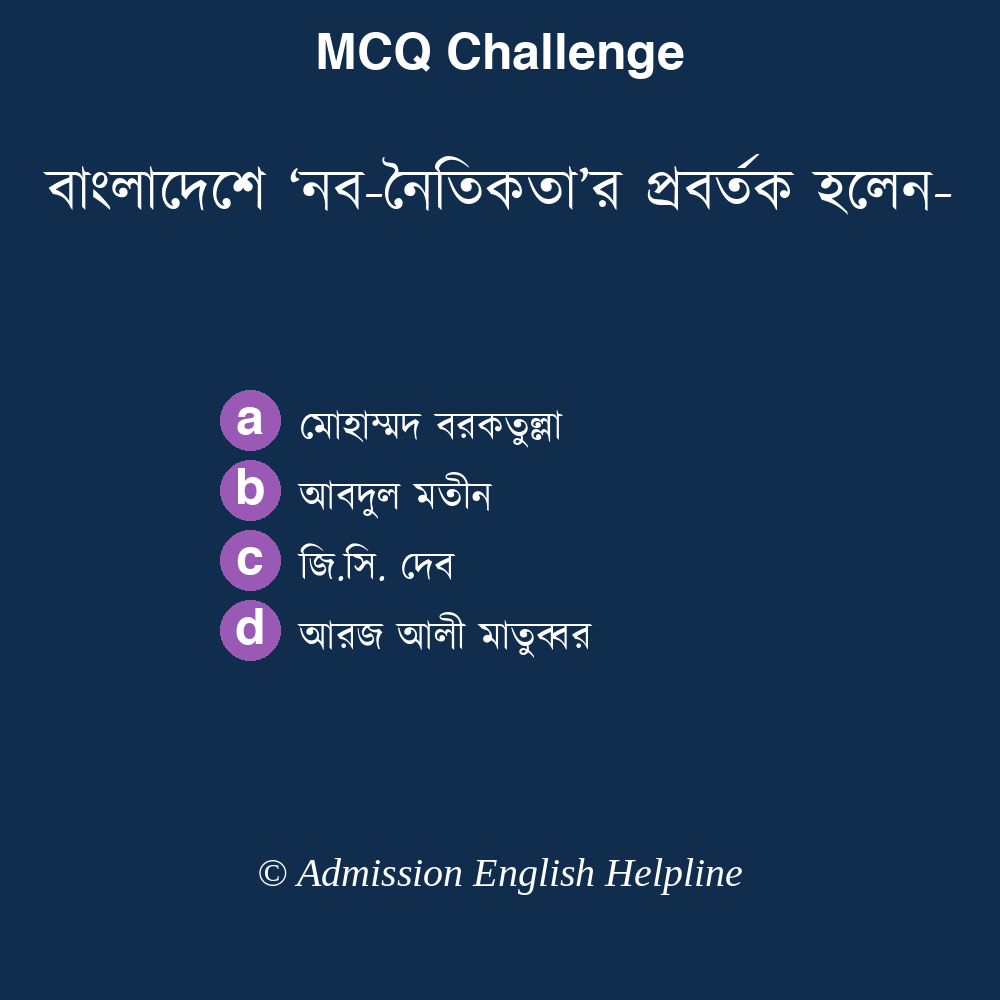 MCQ Challenge
বাংলাদেশে ‘নব-নৈতিকতা’র প্রবর্তক হলেন-
a মোহাম্মদ বরকতুল্লা
b আবদুল মতীন
c জি.সি. দেব
d আরজ আলী মাতুব্বর
© Admission English Helpline